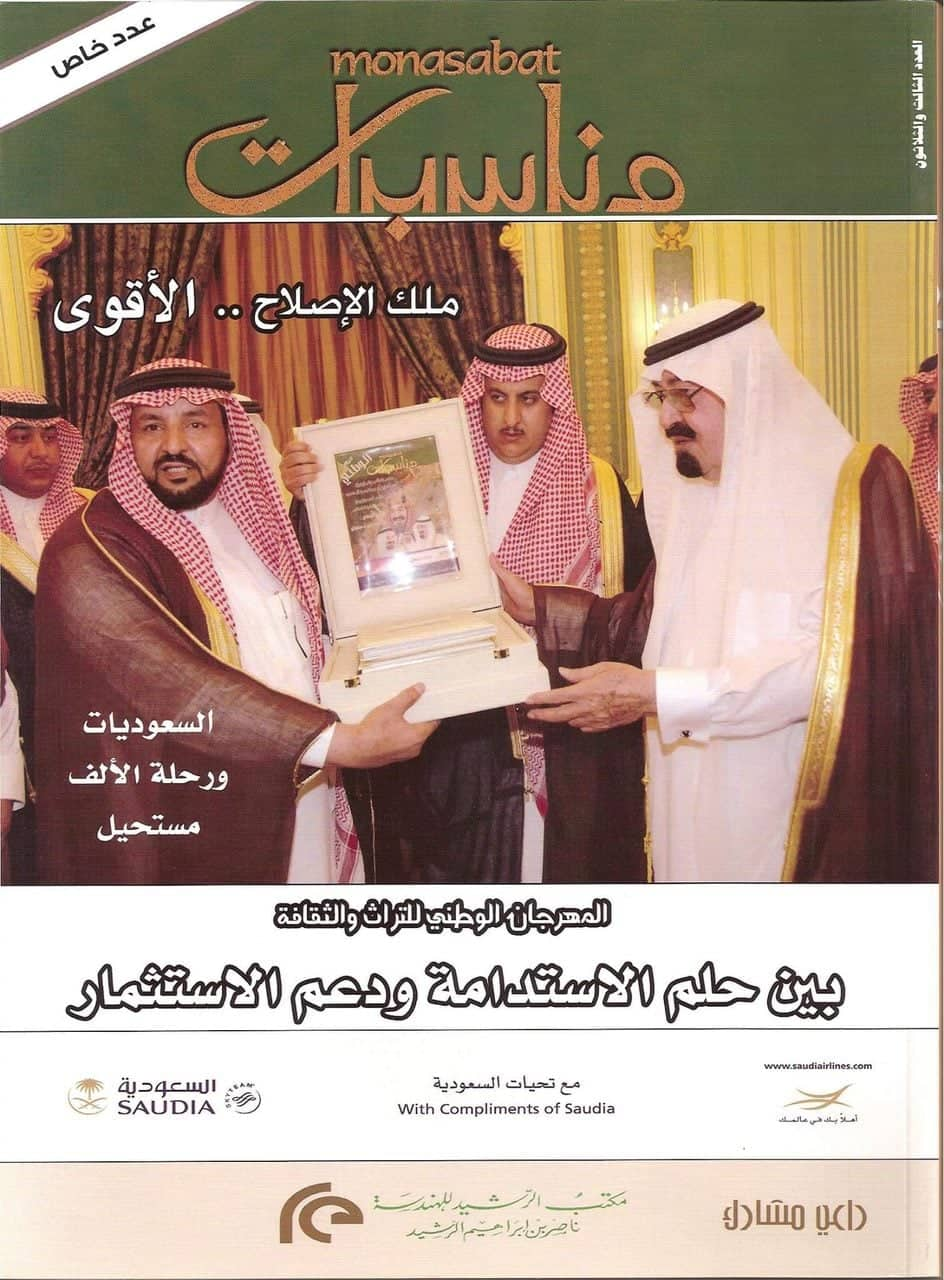 عدد خاص
العدد الثالث والثلاثون
monasabat
مناسبات
ملك الإصلاح .. الأقوى
مناسبات
السعوديات
ورحلة الألف
مستحيل
المهرجان الوطني للتراث والثقافة
بين حلم الاستدامة ودعم الاستثمار
www.saudiairlines.com
أهلاً بك في عالمك
مع تحيات السعودية
With Compliments of Saudia
السعودية
SAUDIA
SKYTEAM
داعي مشارك
مكتب الرشيد للهندسة
ناصر بن ابراهيم الرشيد